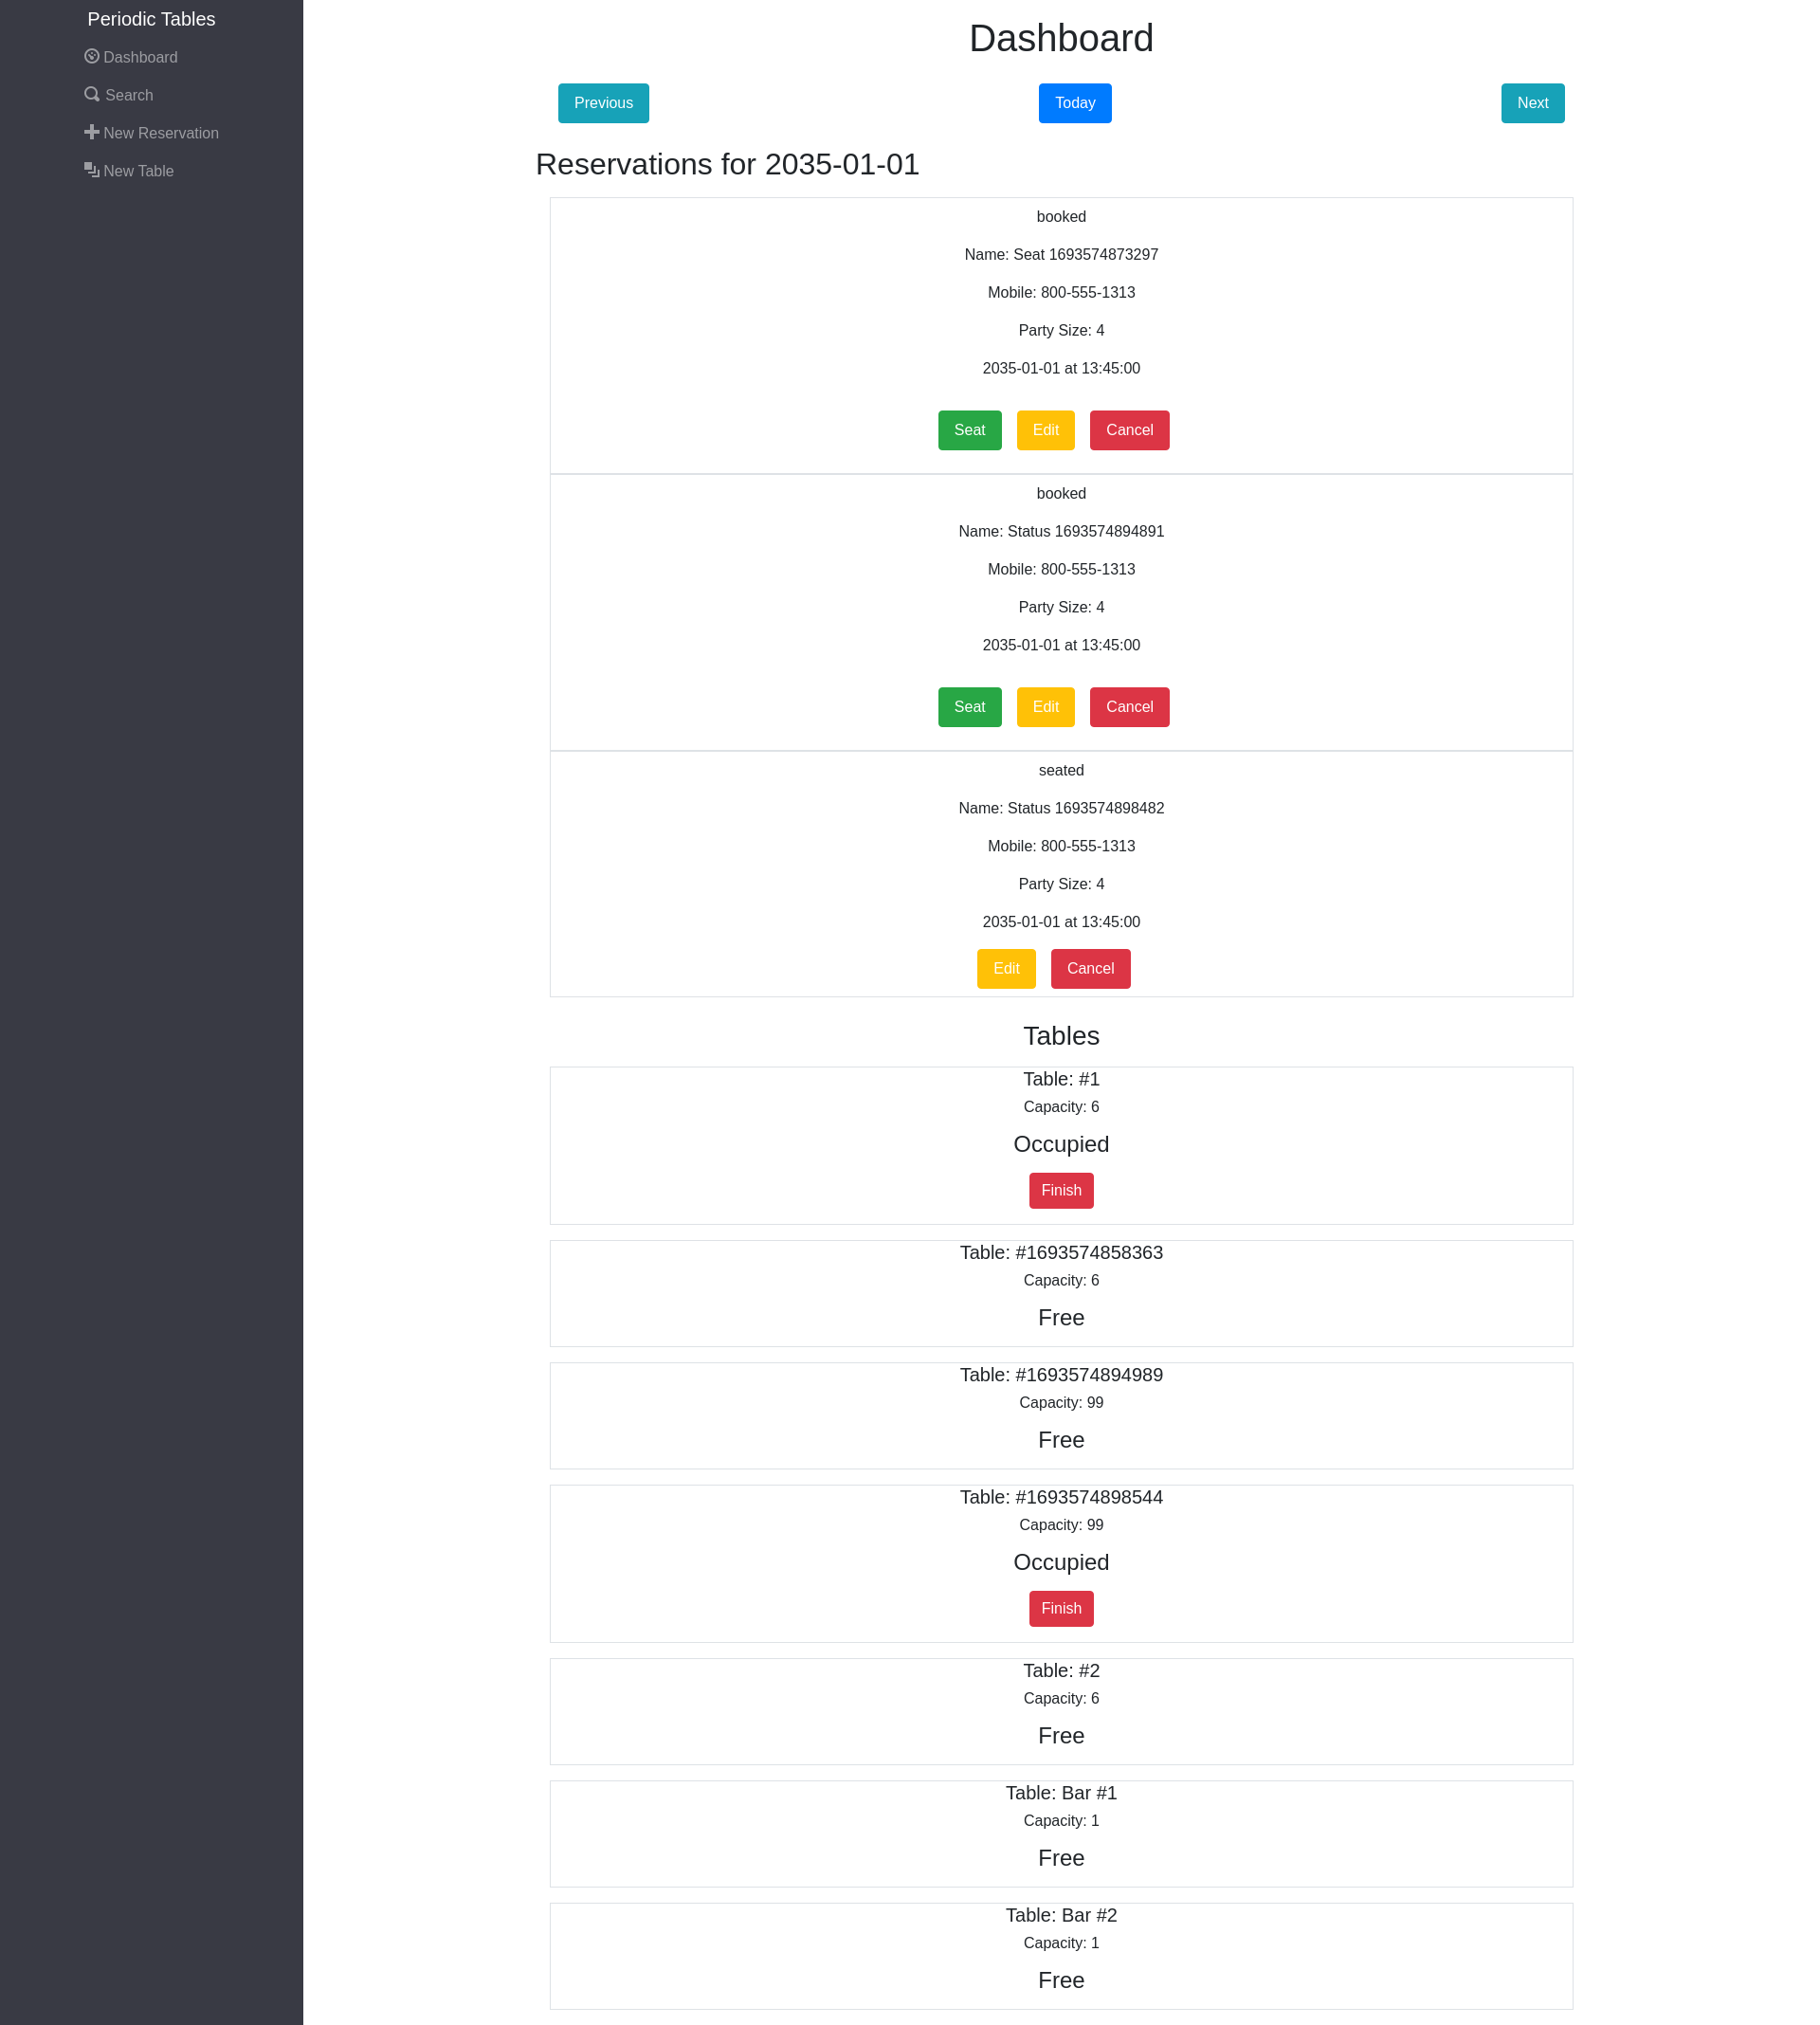 Periodic Tables
Dashboard
Search
New Reservation
New Table
Dashboard
Previous
Today
Next
Reservations for 2035-01-01
booked
Name: Seat 1693574873297
Mobile: 800-555-1313
Party Size: 4
2035-01-01 at 13:45:00
Seat
Edit
Cancel
booked
Name: Status 1693574894891
Mobile: 800-555-1313
Party Size: 4
2035-01-01 at 13:45:00
Seat
Edit
Cancel
seated
Name: Status 1693574898482
Mobile: 800-555-1313
Party Size: 4
2035-01-01 at 13:45:00
Edit
Cancel
Tables
Table: #1
Capacity: 6
Occupied
Finish
Table: #1693574858363
Capacity: 6
Free
Table: #1693574894989
Capacity: 99
Free
Table: #1693574898544
Capacity: 99
Occupied
Finish
Table: #2
Capacity: 6
Free
Table: Bar #1
Capacity: 1
Free
Table: Bar #2
Capacity: 1
Free